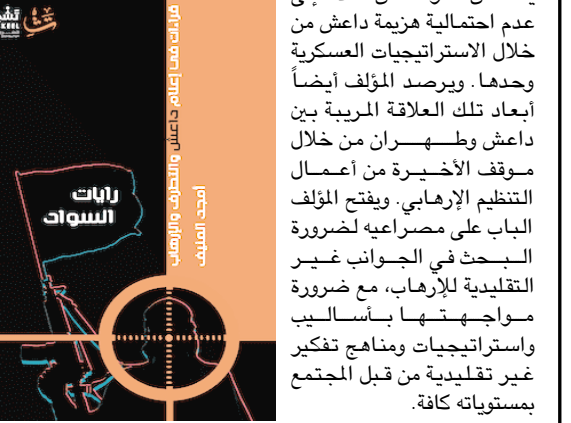 عدم احتمالية هزيمة داعش من
خلال الاستراتيجيات العسكرية
وحدها. ويرصد المؤلف أيضاً
أبعاد تلك العلاقة المريبة بين
داعش وطهران من خلال
موقف الأخيرة من أعمال
التنظيم الإرهابي. ويفتح المؤلف
الباب على مصراعيه لضرورة
البحث في الجوانب غير
التقليدية للإرهاب، مع ضرورة
مواجهتها بأساليب
واستراتيجيات ومناهج تفكير
غير تقليدية من قبل المجتمع
بمستوياته كافة.
قراءات في إعلام داعش والتطرف والإرهاب
أمجد المنيف
رايات
السواد